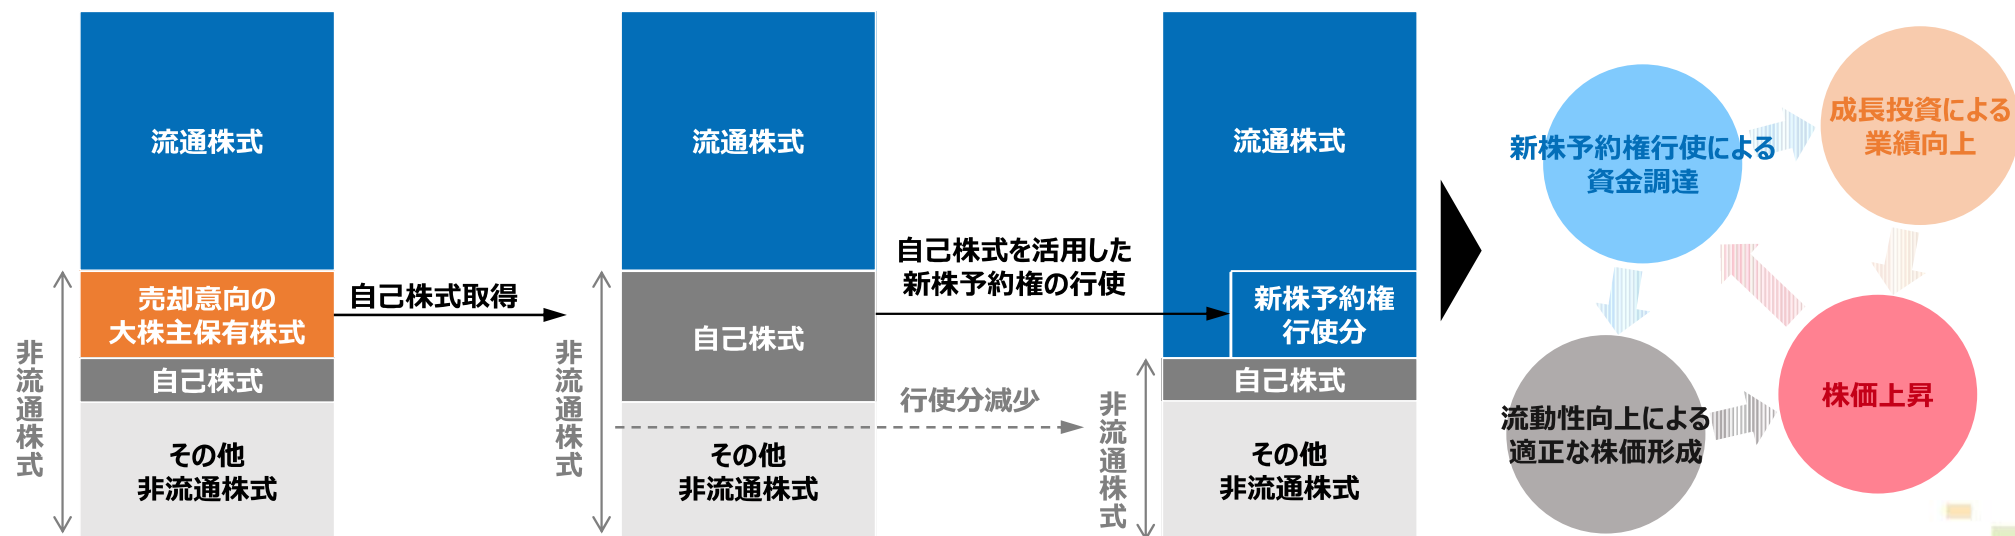 流通株式
売却意向の
大株主保有株式
自己株式
その他
非流通株式
非流通株式
自己株式取得
流通株式
自己株式
その他
非流通株式
非流通株式
自己株式を活用した
新株予約権の行使
行使分減少
流通株式
新株予約権
行使分
自己株式
その他
非流通株式
非流通株式
新株予約権行使による
資金調達
成長投資による
業績向上
流動性向上による
適正な株価形成
株価上昇